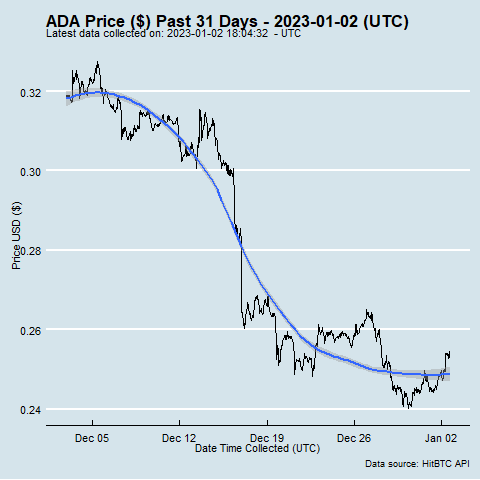 ADA Price ($) Past 31 Days - 2023-01-02 (UTC)
Latest data collected on: 2023-01-02 18:04:32 - UTC
0.32
0.30
0.28
0.26
0.24
Price USD ($)
Dec 05 Dec 12 Dec 19 Dec 26 Jan 02
Date Time Collected (UTC)
Data source: HitBTC API